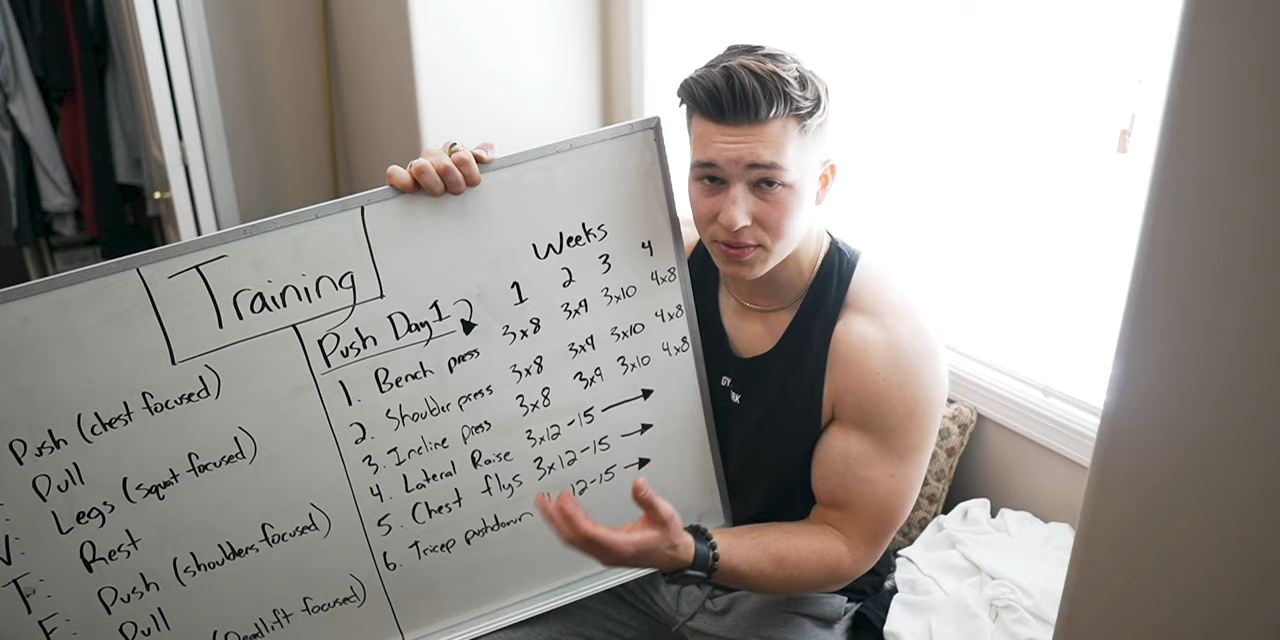 Training
Push (chest focused)
Pull
Legs (squat focused)
W: Rest
T: Push (shoulders focused)
F: Pull
(Deadlift focused)
Weeks
Push Day 1 1 2 3 4
1. Bench press 3x8 3x9 3x10 4x8
2. Shoulder press 3x8 3x9 3x10 4x8
3. Incline press 3x8 3x9 3x10 4x8
4. Lateral Raise 3x12-15 →
5. Chest flys 3x12-15 →
6. Tricep pushdown 12-15 →